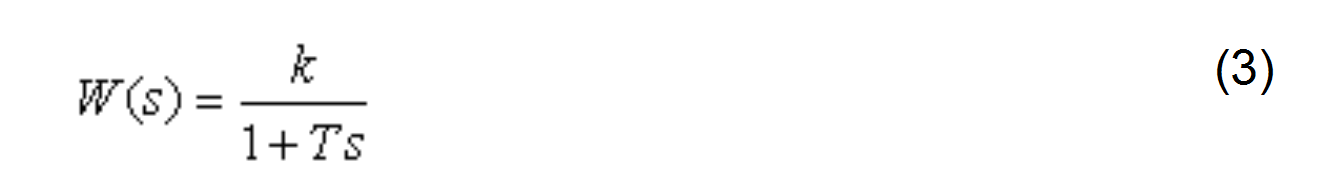 W(s) = k / (1 + Ts) (3)